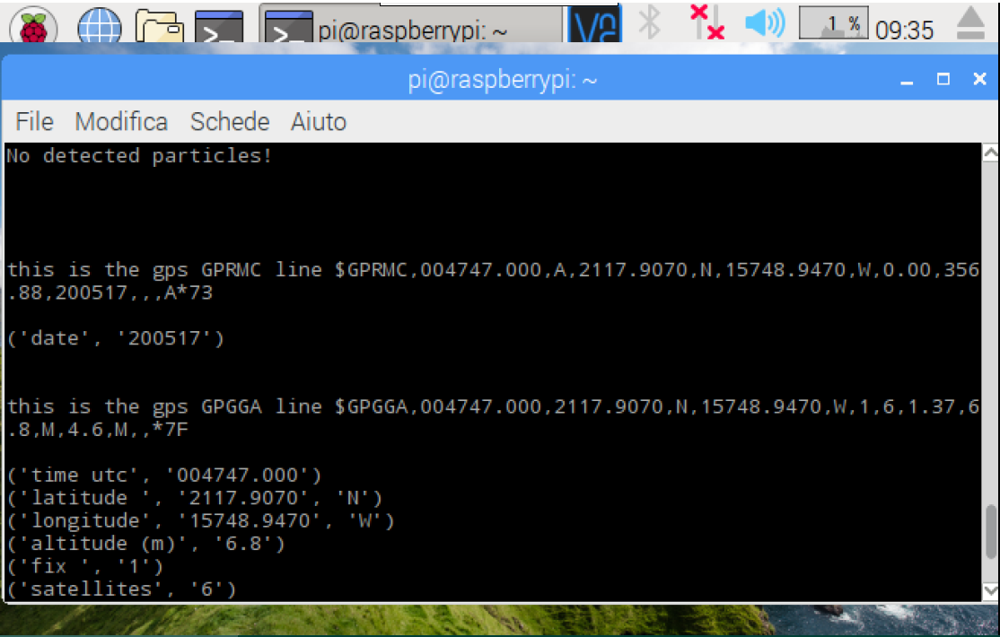 pi@raspberrypi: ~
1 %
09:35
pi@raspberrypi: ~
File Modifica Schede Aiuto
No detected particles!
this is the gps GPRMC line $GPRMC,004747.000,A,2117.9070,N,15748.9470,W,0.00,356
.88,200517,,,A*73
('date', '200517')
this is the gps GPGGA line $GPGGA,004747.000,2117.9070,N,15748.9470,W,1,6,1.37,6
.8,M,4.6,M,,*7F
('time utc', '004747.000')
('latitude ', '2117.9070', 'N')
('longitude', '15748.9470', 'W')
('altitude (m)', '6.8')
('fix ', '1')
('satellites', '6')